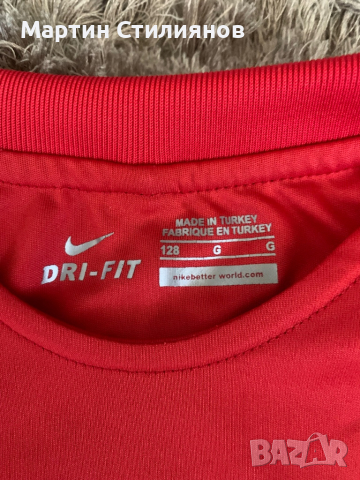 Мартин Стилиянов
MADE IN TURKEY
FABRIQUE EN TURKEY
128 G G
DRI-FIT
nikebetter world.com
BAZAR